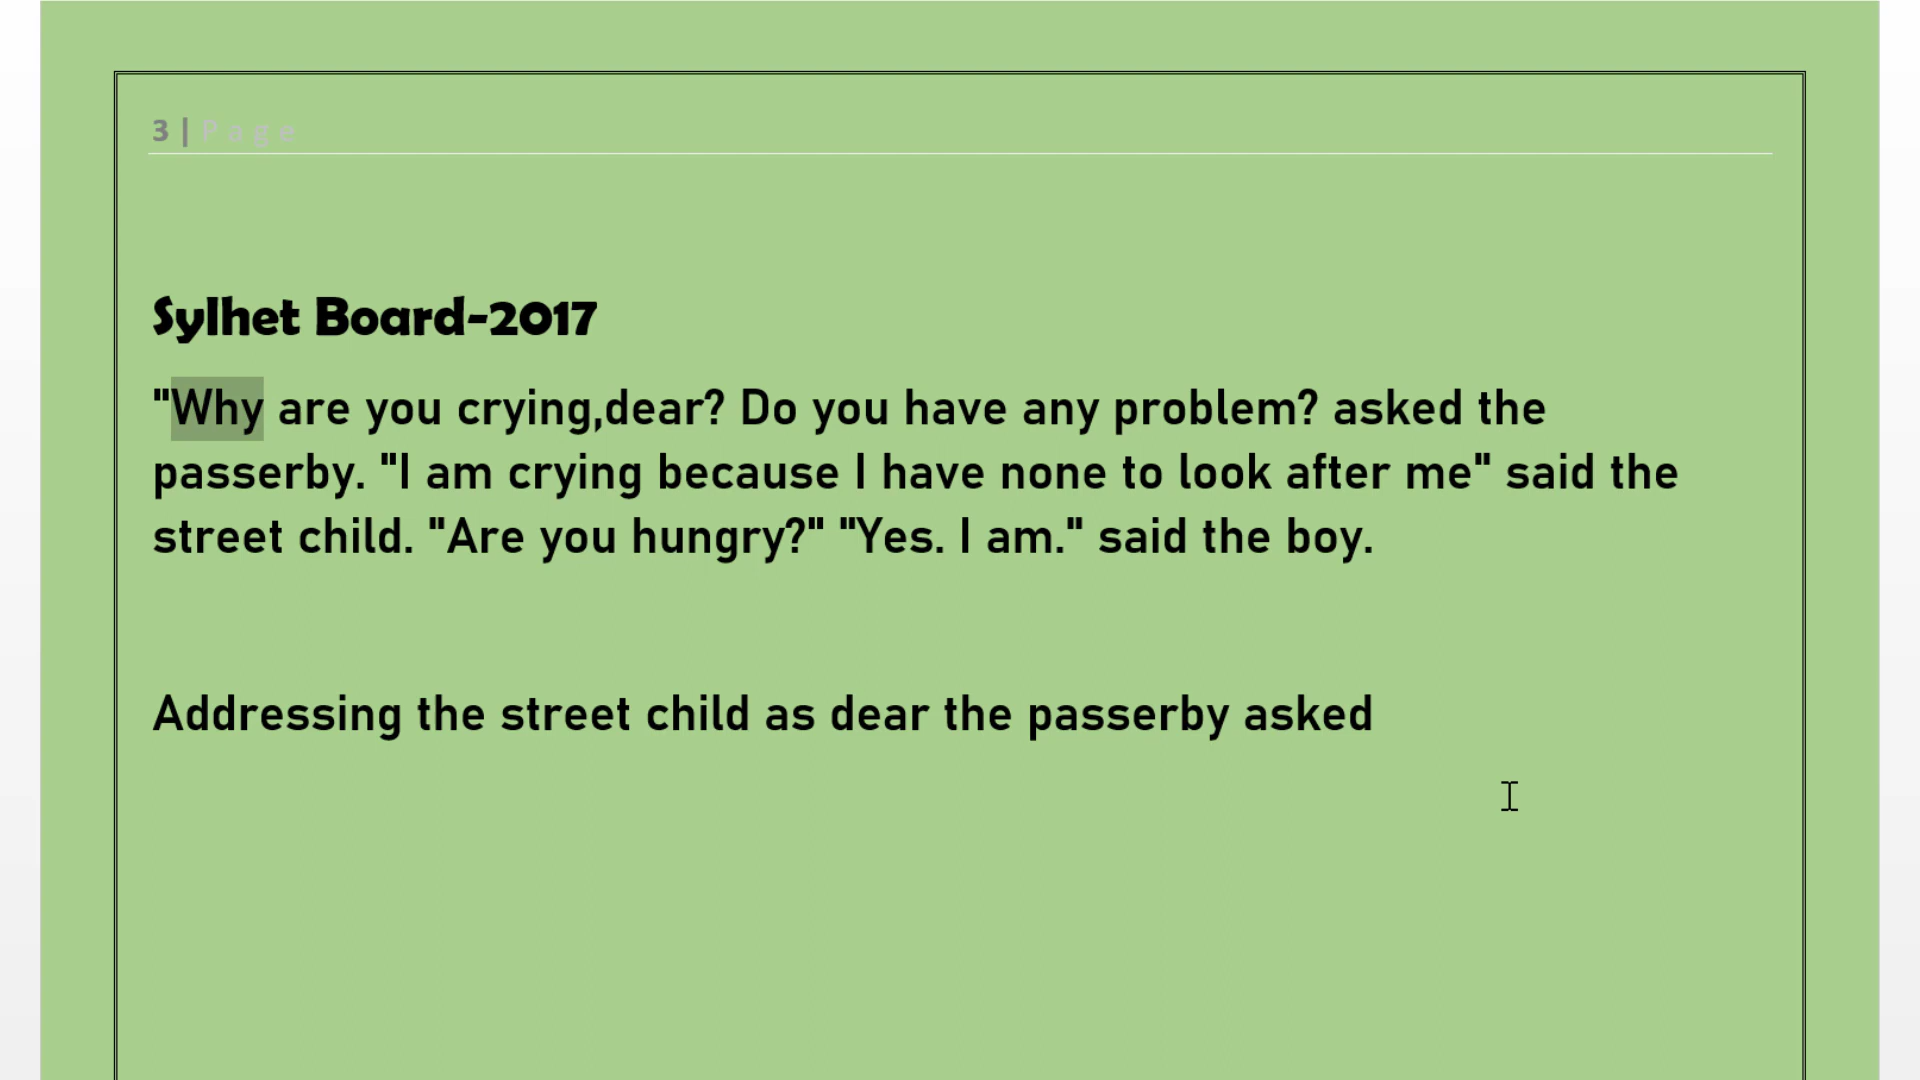 3 | Page
Sylhet Board-2017
"Why are you crying,dear? Do you have any problem? asked the
passerby. "I am crying because I have none to look after me" said the
street child. "Are you hungry?" "Yes. I am." said the boy.
Addressing the street child as dear the passerby asked